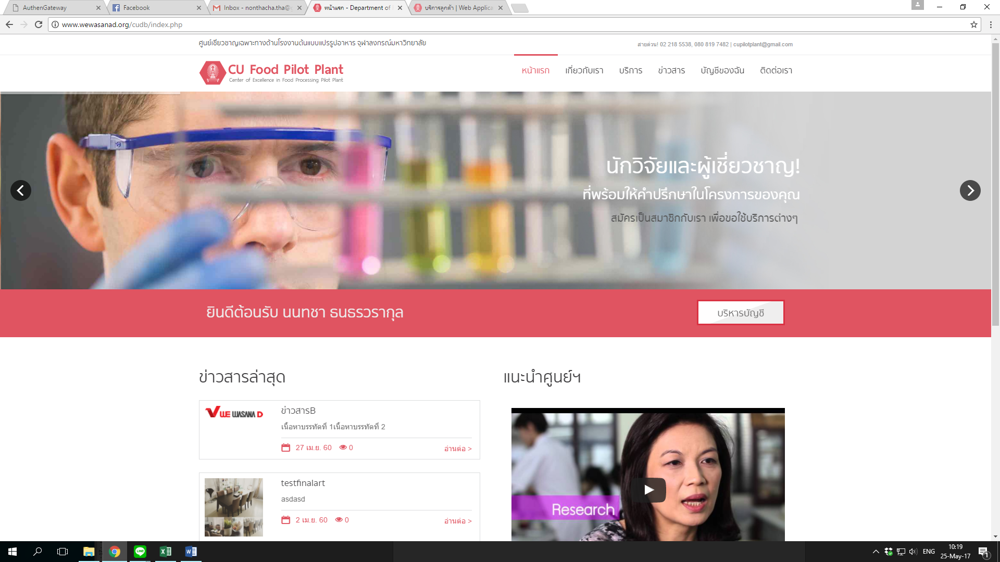 AuthenGateway
Facebook
Inbox - nonthacha.tha@g
หน้าแรก - Department of
บริการลูกค้า | Web Applica
www.wewasanad.org/cudb/index.php
ศูนย์เชี่ยวชาญเฉพาะทางด้านโรงงานต้นแบบแปรรูปอาหาร จุฬาลงกรณ์มหาวิทยาลัย
สายด่วน! 02 218 5538, 080 819 7482 | cupilotplant@gmail.com
CU Food Pilot Plant
Center of Excellence in Food Processing Pilot Plant
หน้าแรก เกี่ยวกับเรา บริการ ข่าวสาร บัญชีของฉัน ติดต่อเรา
นักวิจัยและผู้เชี่ยวชาญ!
ที่พร้อมให้คำปรึกษาในโครงการของคุณ
สมัครเป็นสมาชิกกับเรา เพื่อขอใช้บริการต่างๆ
ยินดีต้อนรับ นนทชา ธนธรวรากุล
บริหารบัญชี
ข่าวสารล่าสุด
WE WASANA D
ข่าวสารB
เนื้อหาบรรทัดที่ 1เนื้อหาบรรทัดที่ 2
27 เม.ย. 60 0
อ่านต่อ >
testfinalart
asdasd
2 เม.ย. 60 0
อ่านต่อ >
แนะนำศูนย์ฯ
Research
ENG
10:19
25-May-17
1